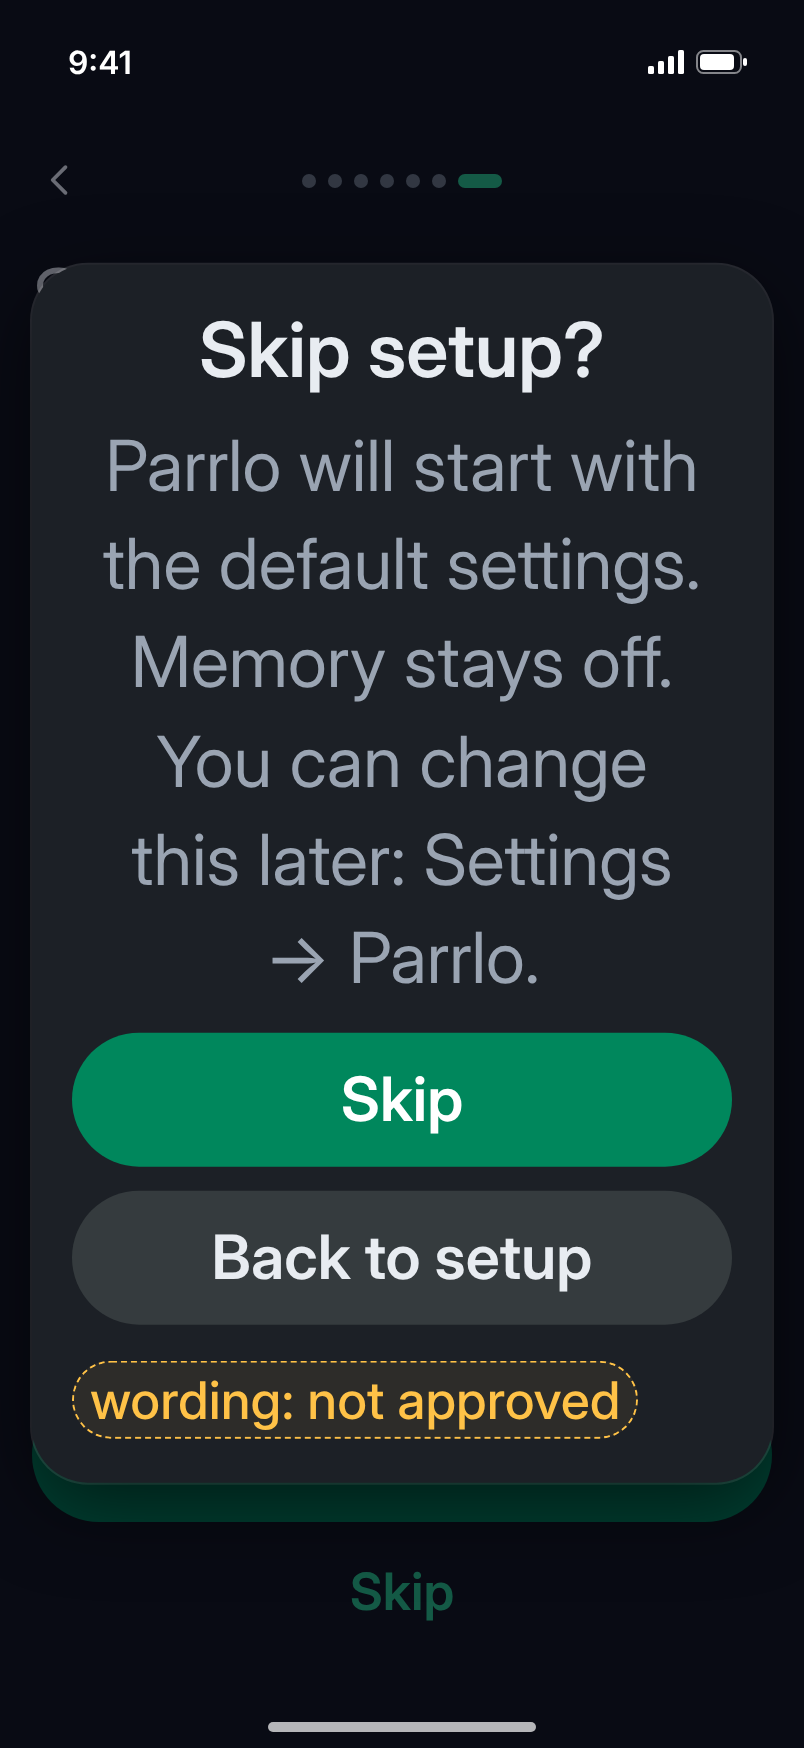 9:41
Skip setup?
Parrlo will start with
the default settings.
Memory stays off.
You can change
this later: Settings
→ Parrlo.
Skip
Back to setup
wording: not approved
Skip